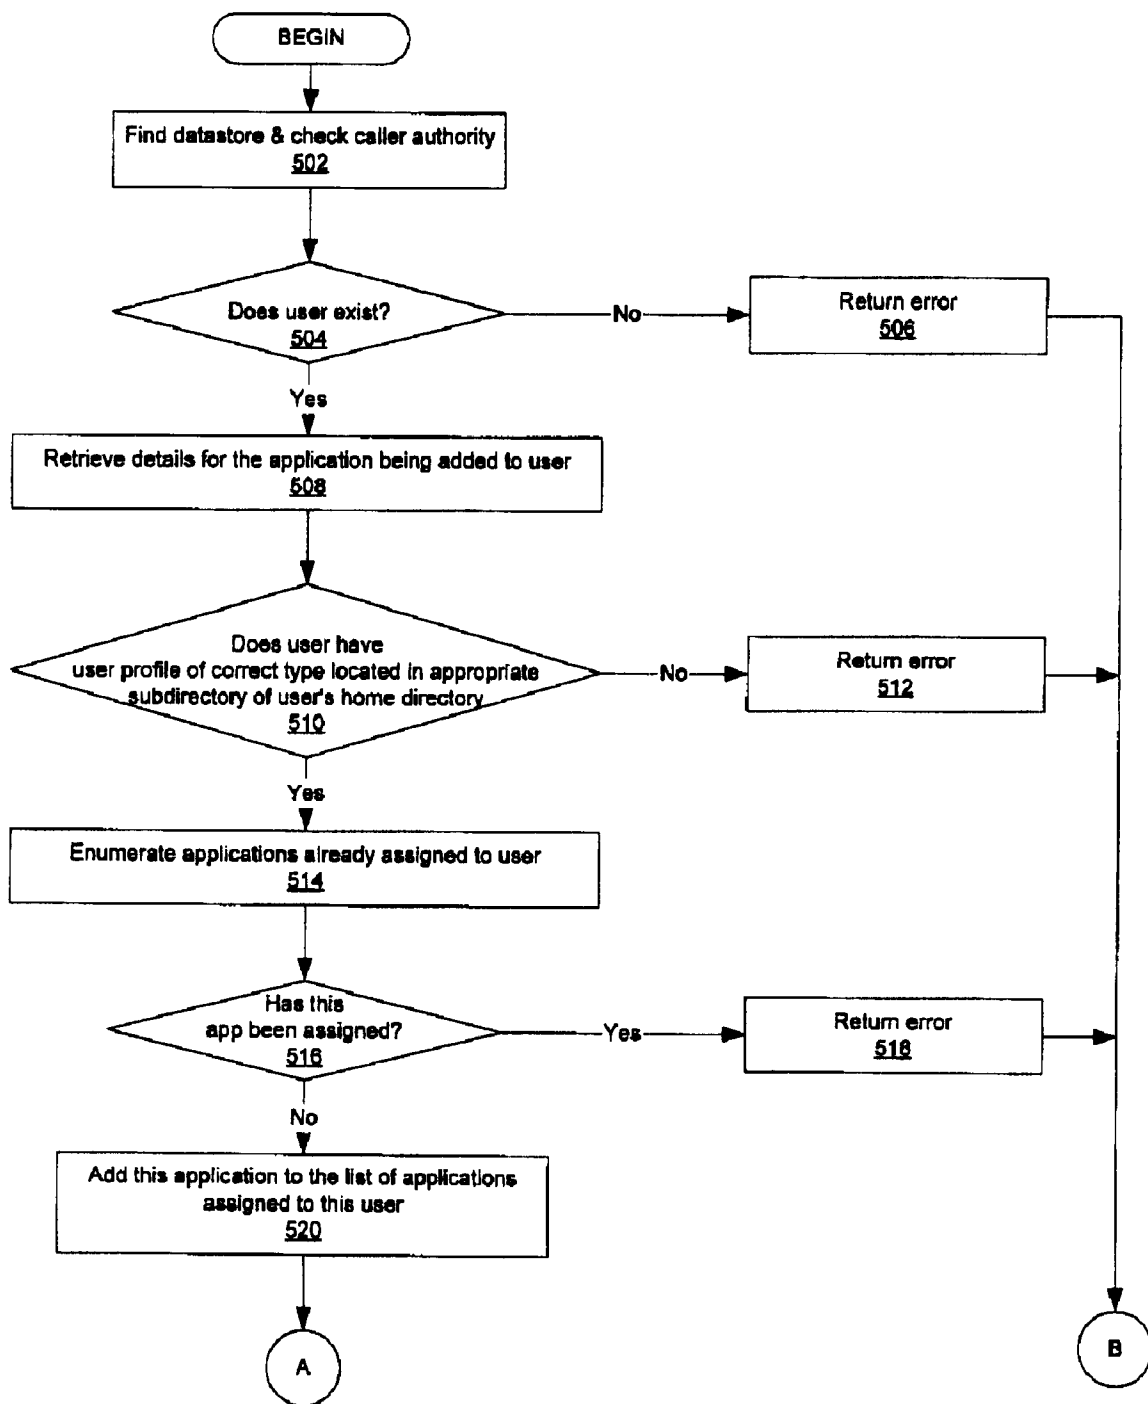 BEGIN
Find datastore & check caller authority
502
Does user exist?
504
No
Return error
506
Yes
Retrieve details for the application being added to user
508
Does user have
user profile of correct type located in appropriate
subdirectory of user's home directory
510
No
Return error
512
Yes
Enumerate applications already assigned to user
514
Has this
app been assigned?
516
Yes
Return error
518
No
Add this application to the list of applications
assigned to this user
520
A
B